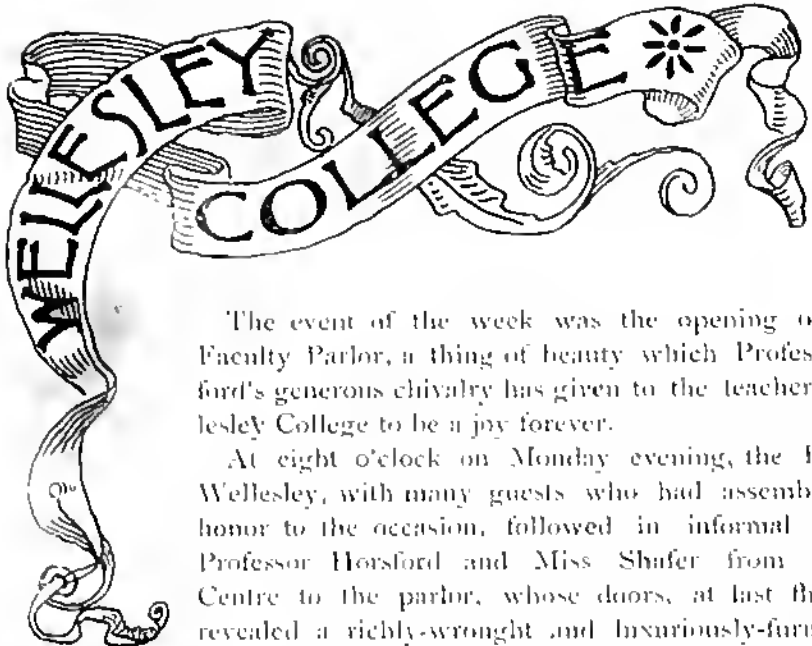 WELLESLEY
COLLEGE
The event of the week was the opening o
Faculty Parlor, a thing of beauty which Profes
ford's generous chivalry has given to the teacher
lesley College to be a joy forever.
At eight o'clock on Monday evening, the F
Wellesley, with many guests who had assemb
honor to the occasion, followed in informal
Professor Horsford and Miss Shafer from
Centre to the parlor, whose doors, at last th
revealed a richly-wrought and luxuriously-furn